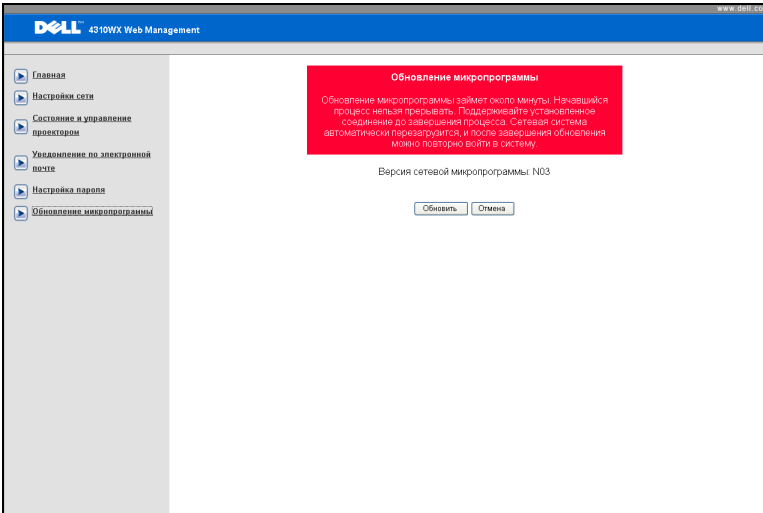 www.dell.co
DELL™ 4310WX Web Management
Главная
Настройки сети
Состояние и управление
проектором
Уведомление по электронной
почте
Настройка пароля
Обновление микропрограммы
Обновление микропрограммы
Обновление микропрограммы займет около минуты. Начавшийся
процесс нельзя прерывать. Поддерживайте установленное
соединение до завершения процесса. Сетевая система
автоматически перезагрузится, и после завершения обновления
можно повторно войти в систему.
Версия сетевой микропрограммы: N03
Обновить Отмена